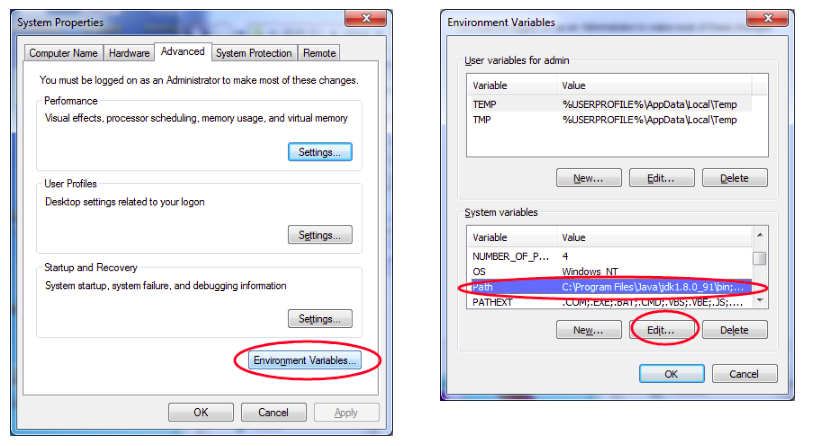 System Properties
Computer Name Hardware Advanced System Protection Remote
You must be logged on as an Administrator to make most of these changes.
Performance
Visual effects, processor scheduling, memory usage, and virtual memory
Settings...
User Profiles
Desktop settings related to your logon
Settings...
Startup and Recovery
System startup, system failure, and debugging information
Settings...
Environment Variables...
OK Cancel Apply
Environment Variables
User variables for admin
Variable Value
TEMP %USERPROFILE%\AppData\Local\Temp
TMP %USERPROFILE%\AppData\Local\Temp
New... Edit... Delete
System variables
Variable Value
NUMBER_OF_P... 4
OS Windows_NT
Path C:\Program Files\Java\jdk1.8.0_91\bin;...
PATHEXT .COM;.EXE;.BAT;.CMD;.VBS;.VBE;.JS;....
New... Edit... Delete
OK Cancel